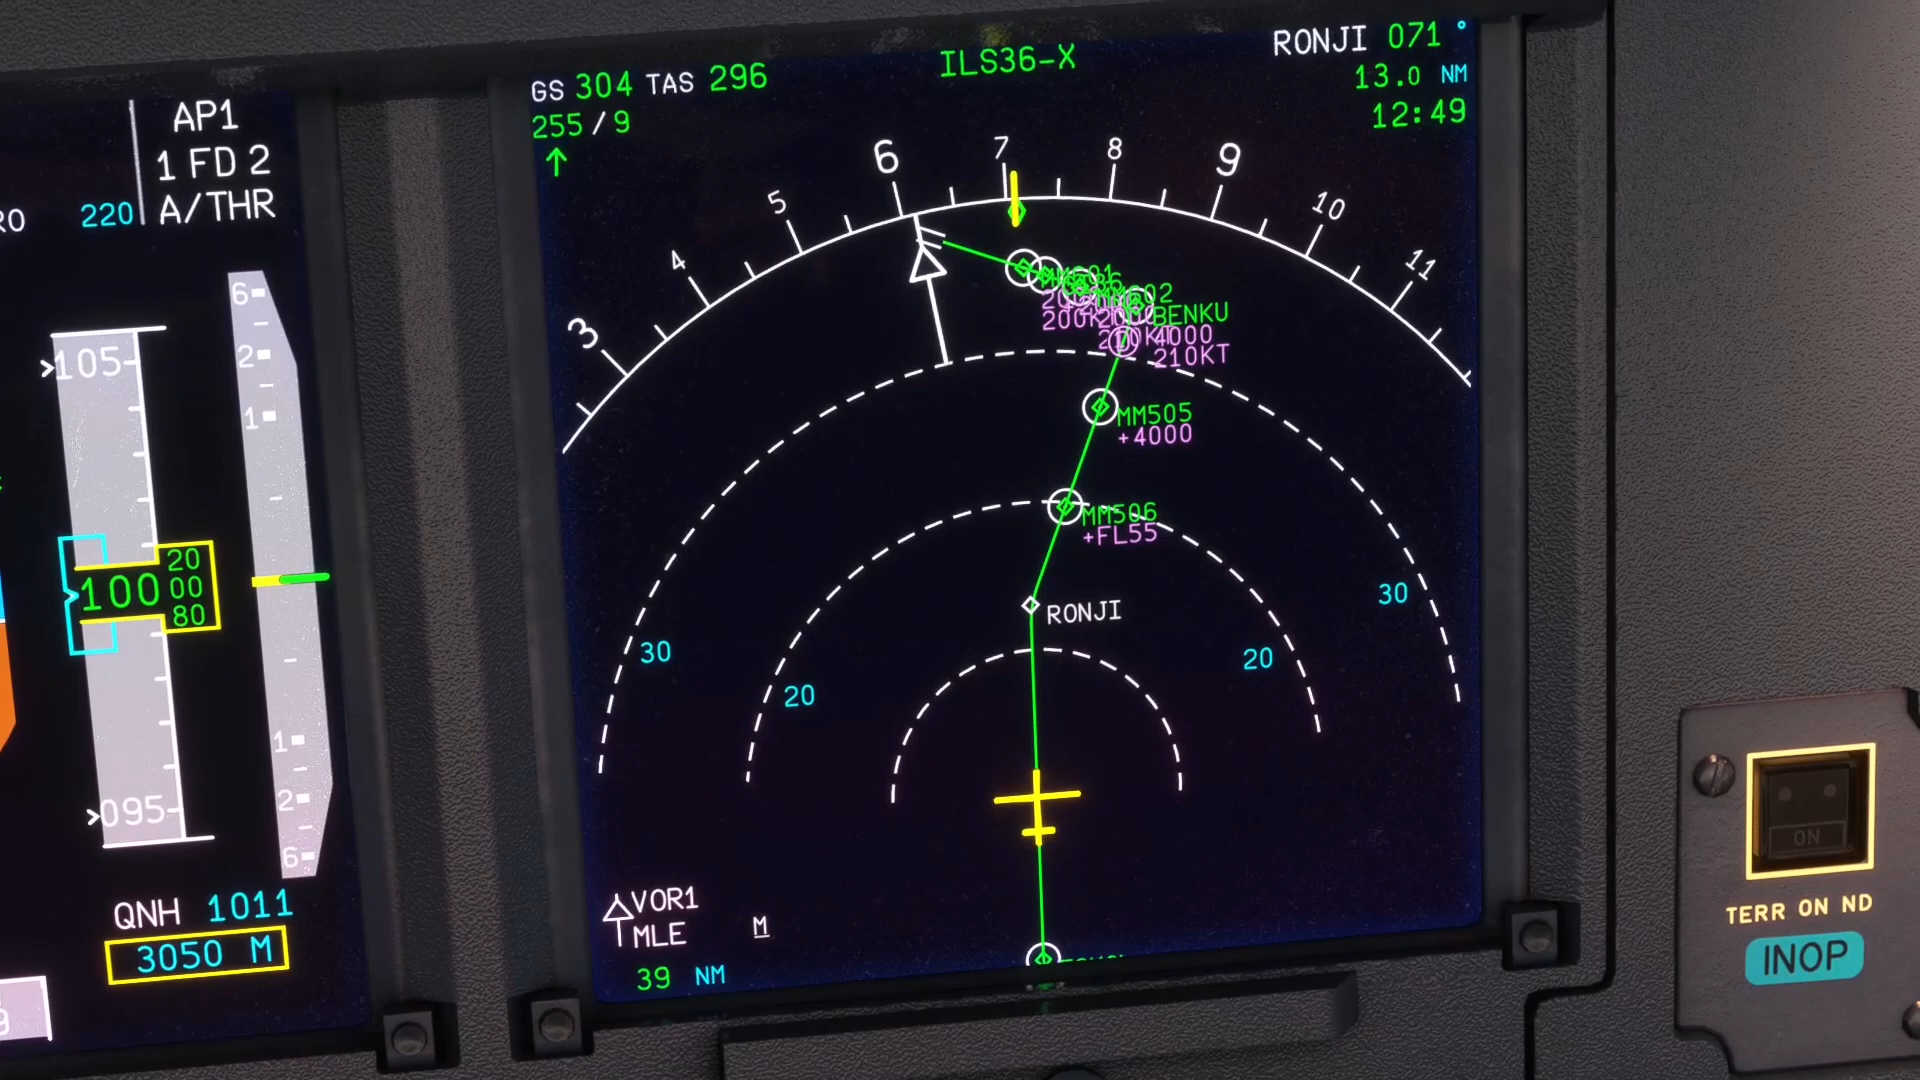 AP1
1 FD 2
RO 220 A/THR
6
2
1
105
20
100 00
80
095
1
2
6
QNH 1011
3050 M
GS 304 TAS 296
255 / 9
ILS36-X
RONJI 071 °
13.0 NM
12:49
3
4
5
6
7
8
9
10
11
MM602
BENKU
4000
210KT
MM505
+4000
MM506
+FL55
RONJI
30
20
20
30
VOR1
MLE
M
39 NM
ON
TERR ON ND
INOP